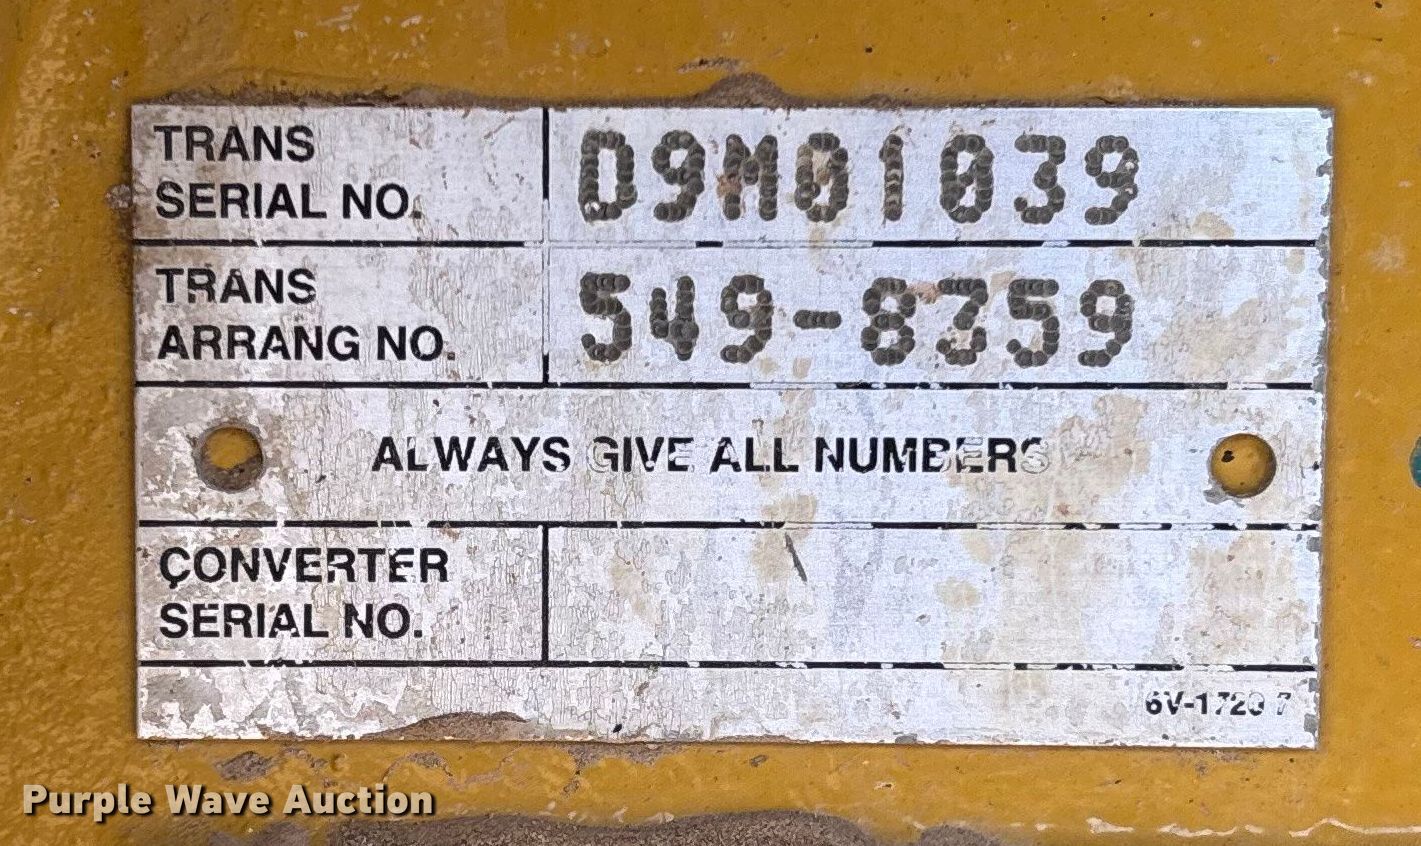 TRANS
SERIAL NO.
D9M01039
TRANS
ARRANG NO.
549-8359
ALWAYS GIVE ALL NUMBERS
CONVERTER
SERIAL NO.
Purple Wave Auction